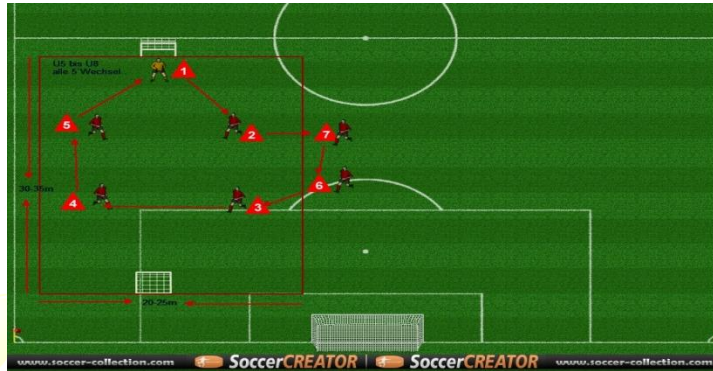 U5 bis U8
alle 5'Wechsel
1
5
2
7
6
4
3
30-35m
20-25m
www.soccer-collection.com SoccerCREATOR | SoccerCREATOR www.soccer-collection.com